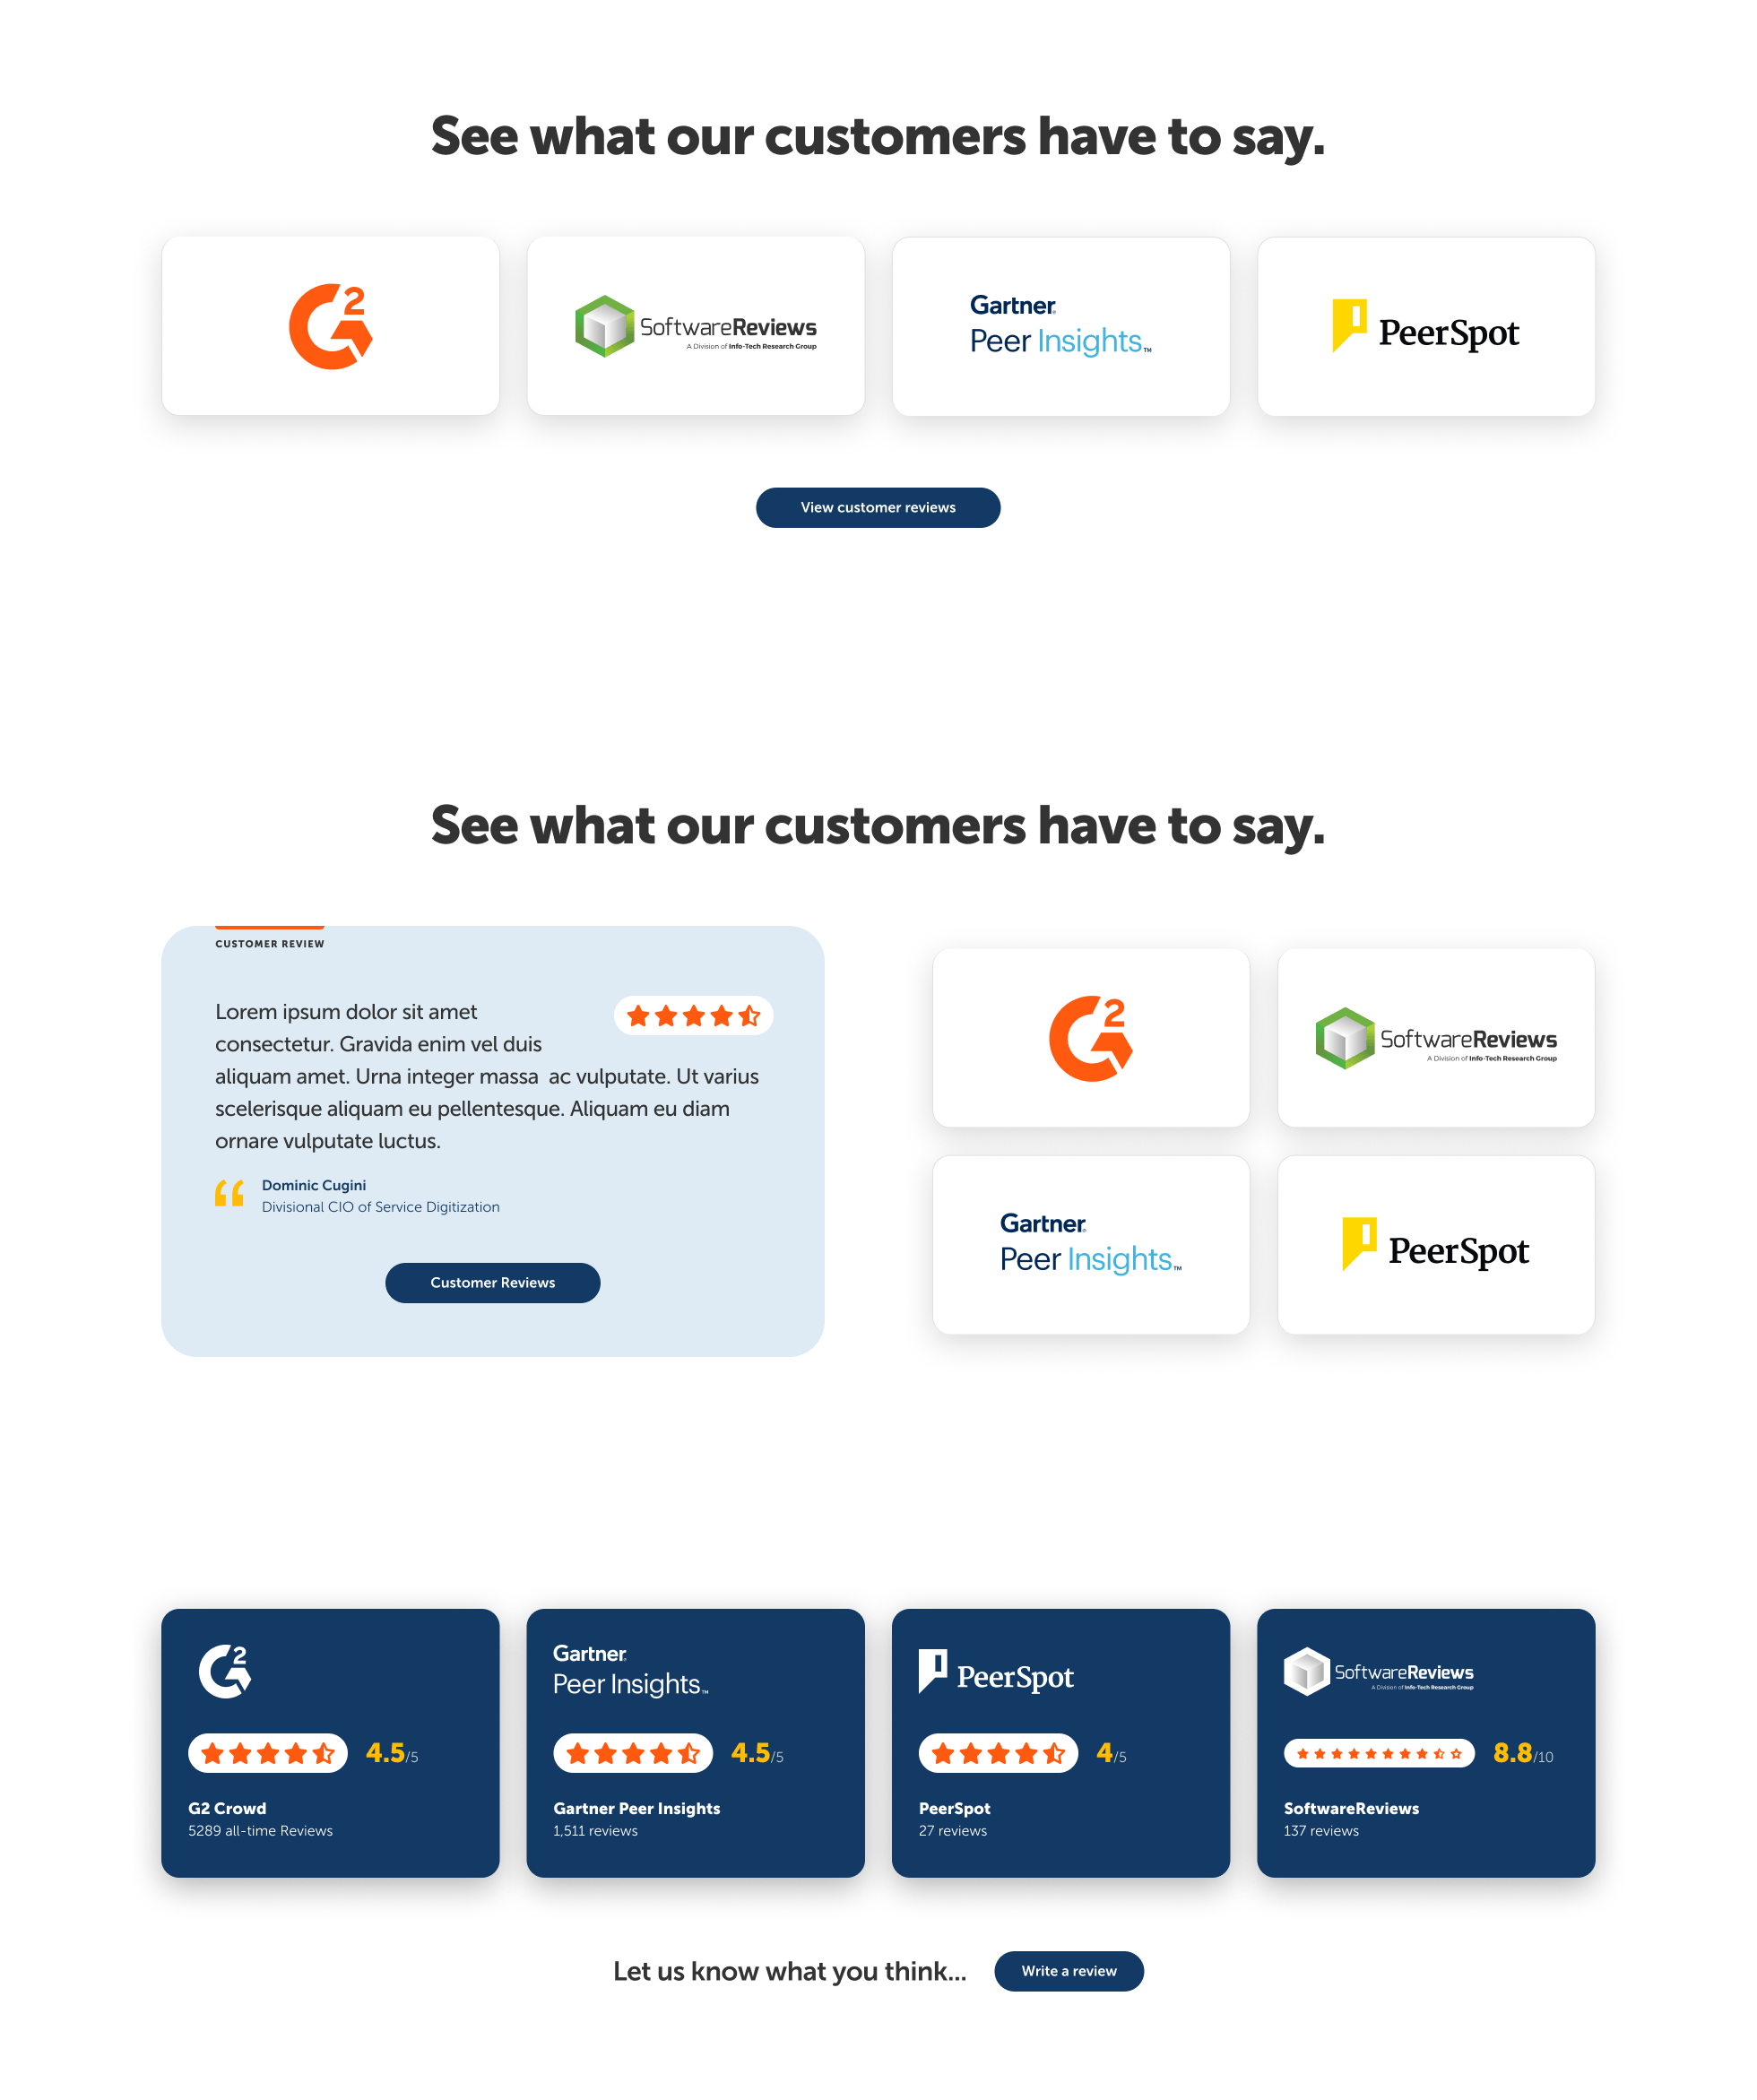 See what our customers have to say.
G2
SoftwareReviews
A Division of Info-Tech Research Group
Gartner®
Peer Insights™
PeerSpot
View customer reviews
See what our customers have to say.
CUSTOMER REVIEW
Lorem ipsum dolor sit amet
consectetur. Gravida enim vel duis
aliquam amet. Urna integer massa  ac vulputate. Ut varius
scelerisque aliquam eu pellentesque. Aliquam eu diam
ornare vulputate luctus.
Dominic Cugini
Divisional CIO of Service Digitization
Customer Reviews
G2
SoftwareReviews
A Division of Info-Tech Research Group
Gartner®
Peer Insights™
PeerSpot
G2
4.5/5
G2 Crowd
5289 all-time Reviews
Gartner®
Peer Insights™
4.5/5
Gartner Peer Insights
1,511 reviews
PeerSpot
4/5
PeerSpot
27 reviews
SoftwareReviews
A Division of Info-Tech Research Group
8.8/10
SoftwareReviews
137 reviews
Let us know what you think...
Write a review